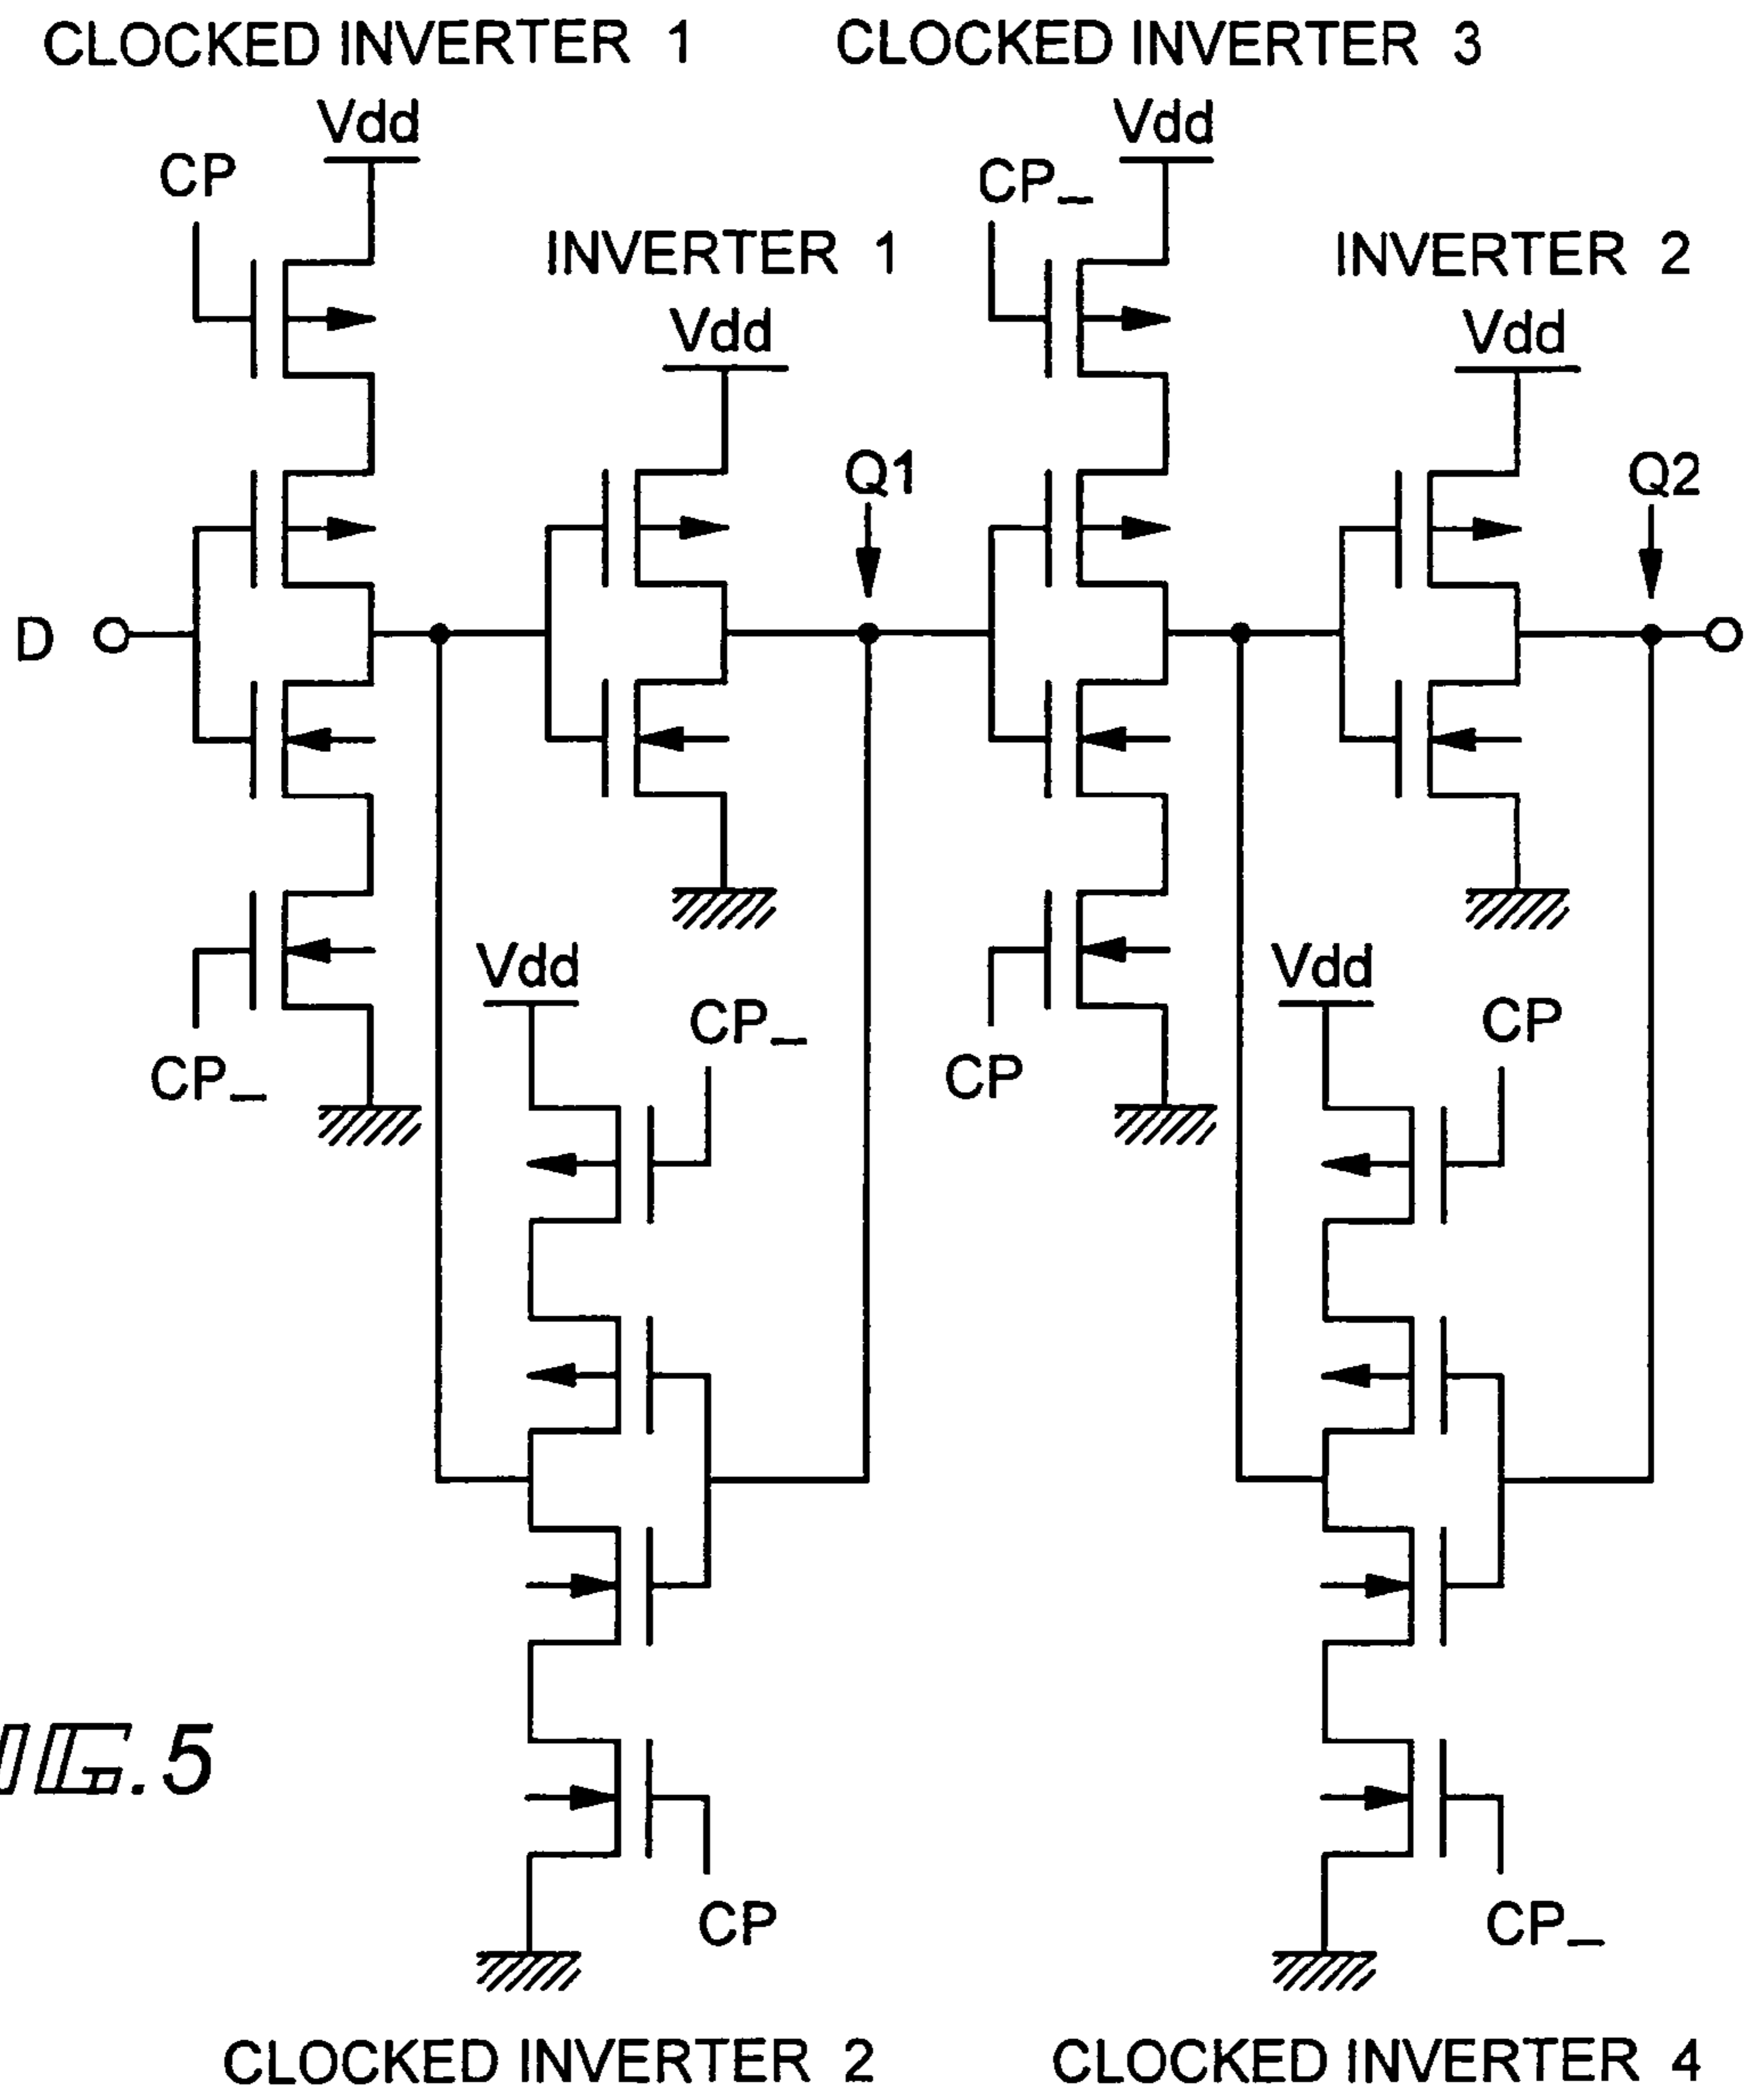 CLOCKED INVERTER 1
CLOCKED INVERTER 3
Vdd
Vdd
CP
CP_
INVERTER 1
INVERTER 2
Vdd
Vdd
Q1
Q2
D
Vdd
Vdd
CP_
CP
CP_
CP
IG.5
CP
CP_
CLOCKED INVERTER 2
CLOCKED INVERTER 4